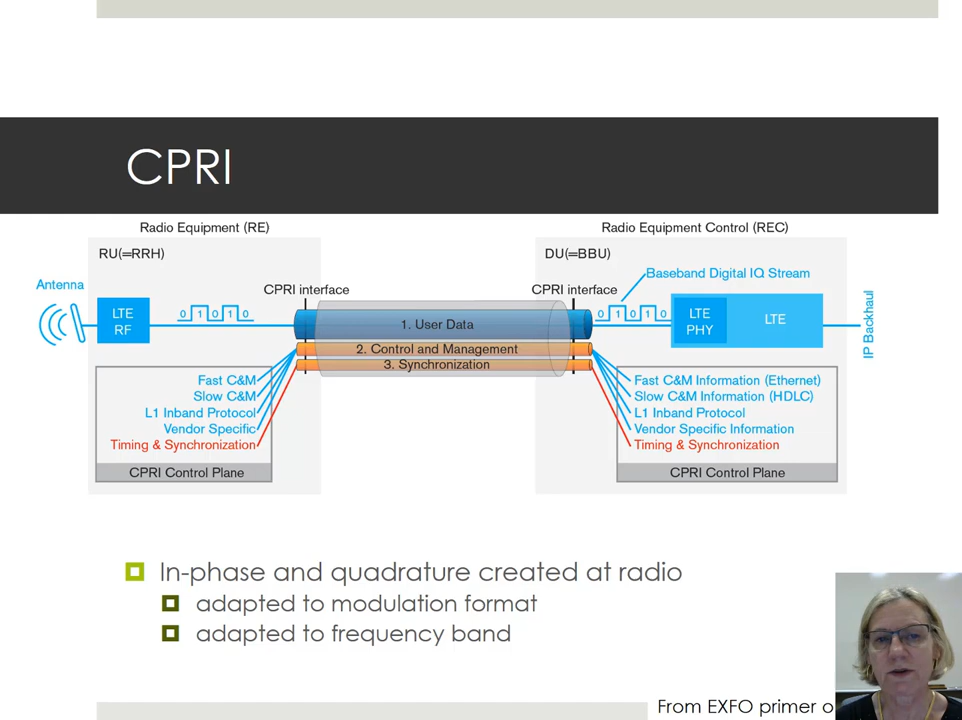 CPRI
Radio Equipment (RE)
Radio Equipment Control (REC)
RU(=RRH)
DU(=BBU)
Baseband Digital IQ Stream
Antenna
CPRI interface
CPRI interface
LTE
RF
0 1 0 1 0
1. User Data
0 1 0 1 0
LTE
PHY
LTE
IP Backhaul
2. Control and Management
3. Synchronization
Fast C&M
Slow C&M
L1 Inband Protocol
Vendor Specific
Timing & Synchronization
CPRI Control Plane
Fast C&M Information (Ethernet)
Slow C&M Information (HDLC)
L1 Inband Protocol
Vendor Specific Information
Timing & Synchronization
CPRI Control Plane
In-phase and quadrature created at radio
adapted to modulation format
adapted to frequency band
From EXFO primer o